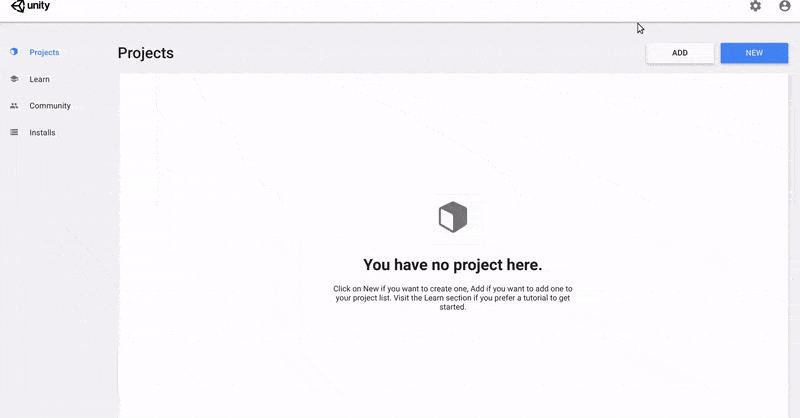 unity
Projects
Learn
Community
Installs
Projects
ADD
NEW
You have no project here.
Click on New if you want to create one, Add if you want to add one to
your project list. Visit the Learn section if you prefer a tutorial to get
started.